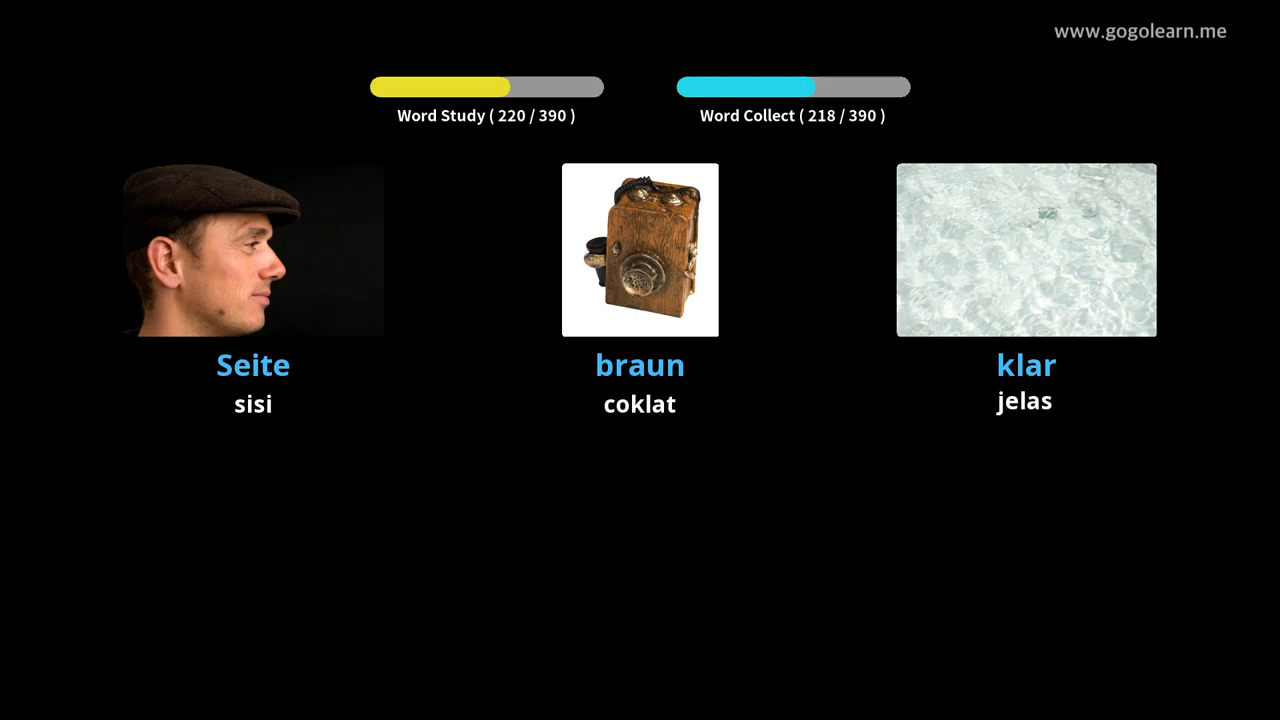 www.gogolearn.me
Word Study ( 220 / 390 )
Word Collect ( 218 / 390 )
Seite
braun
klar
sisi
coklat
jelas